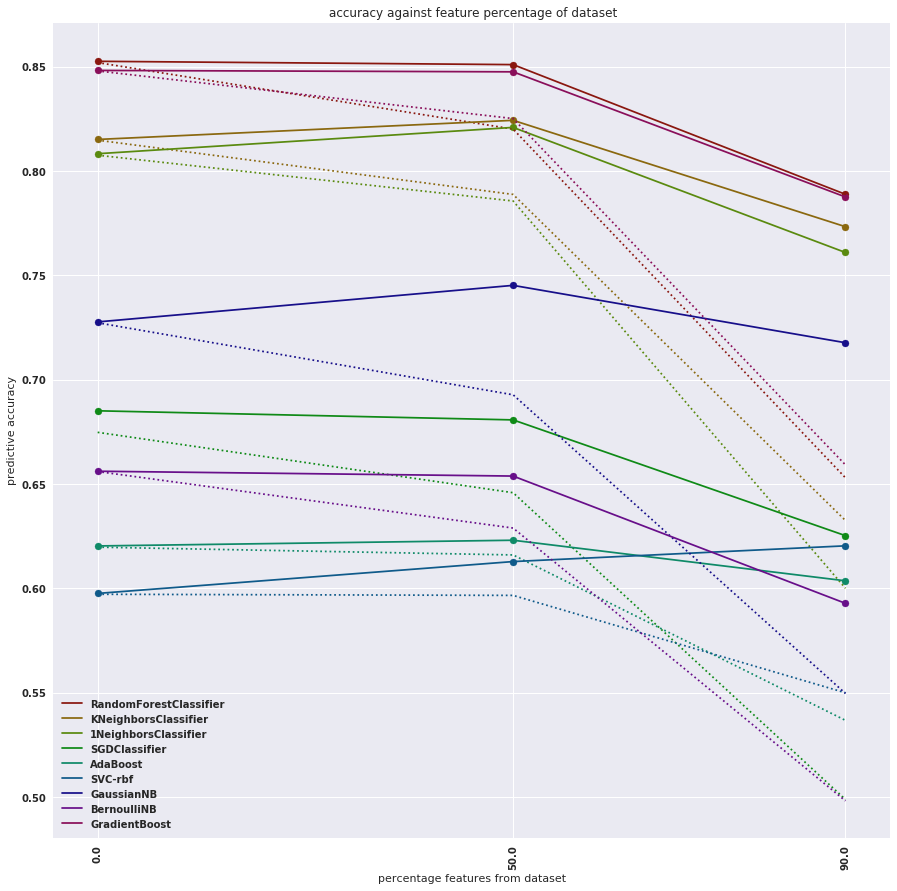 accuracy against feature percentage of dataset
predictive accuracy
0.85
0.80
0.75
0.70
0.65
0.60
0.55
0.50
RandomForestClassifier
KNeighborsClassifier
1NeighborsClassifier
SGDClassifier
AdaBoost
SVC-rbf
GaussianNB
BernoulliNB
GradientBoost
0.0
50.0
90.0
percentage features from dataset